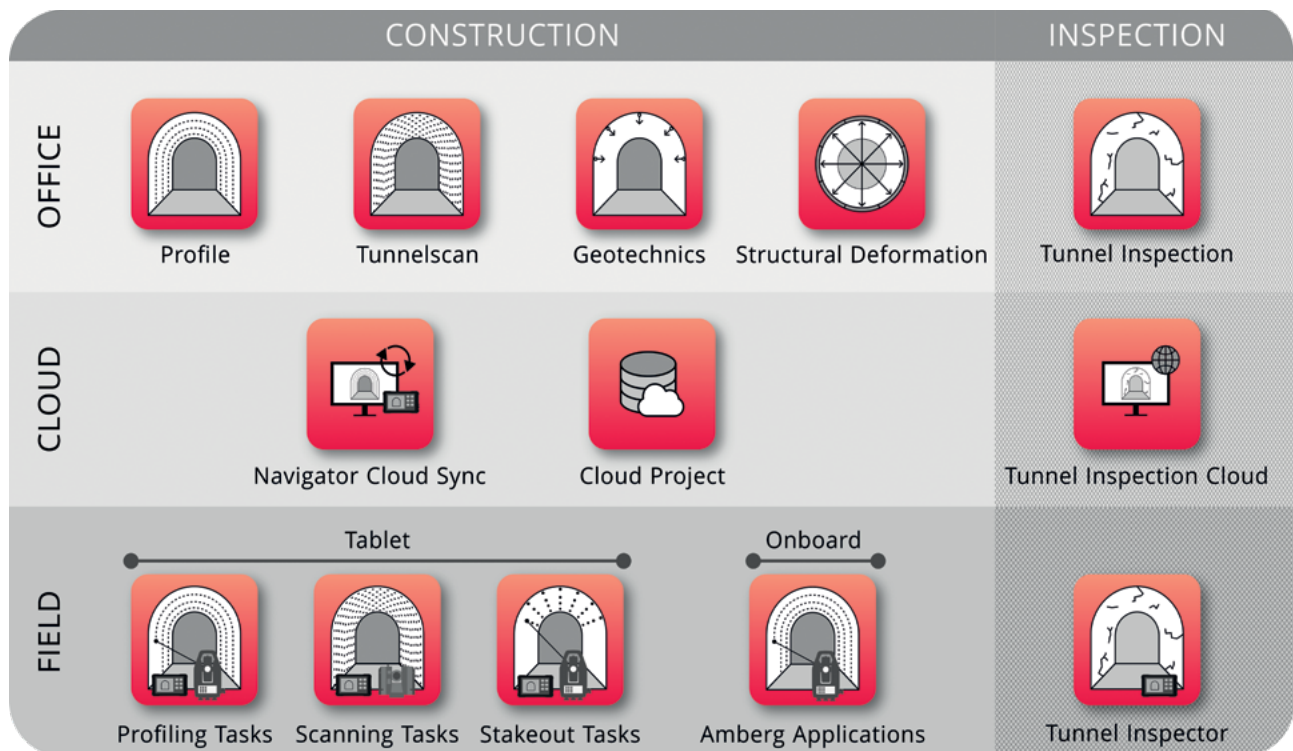 CONSTRUCTION
INSPECTION
OFFICE
Profile
Tunnelscan
Geotechnics
Structural Deformation
Tunnel Inspection
CLOUD
Navigator Cloud Sync
Cloud Project
Tunnel Inspection Cloud
FIELD
Tablet
Onboard
Profiling Tasks
Scanning Tasks
Stakeout Tasks
Amberg Applications
Tunnel Inspector